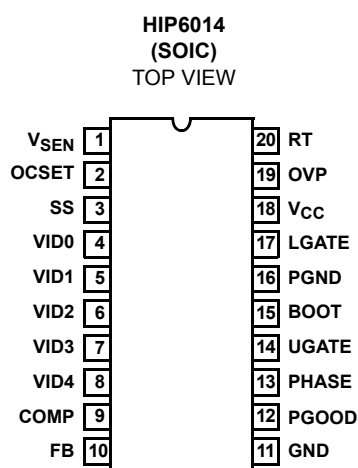 HIP6014
(SOIC)
TOP VIEW
VSEN 1 20 RT
OCSET 2 19 OVP
SS 3 18 VCC
VID0 4 17 LGATE
VID1 5 16 PGND
VID2 6 15 BOOT
VID3 7 14 UGATE
VID4 8 13 PHASE
COMP 9 12 PGOOD
FB 10 11 GND